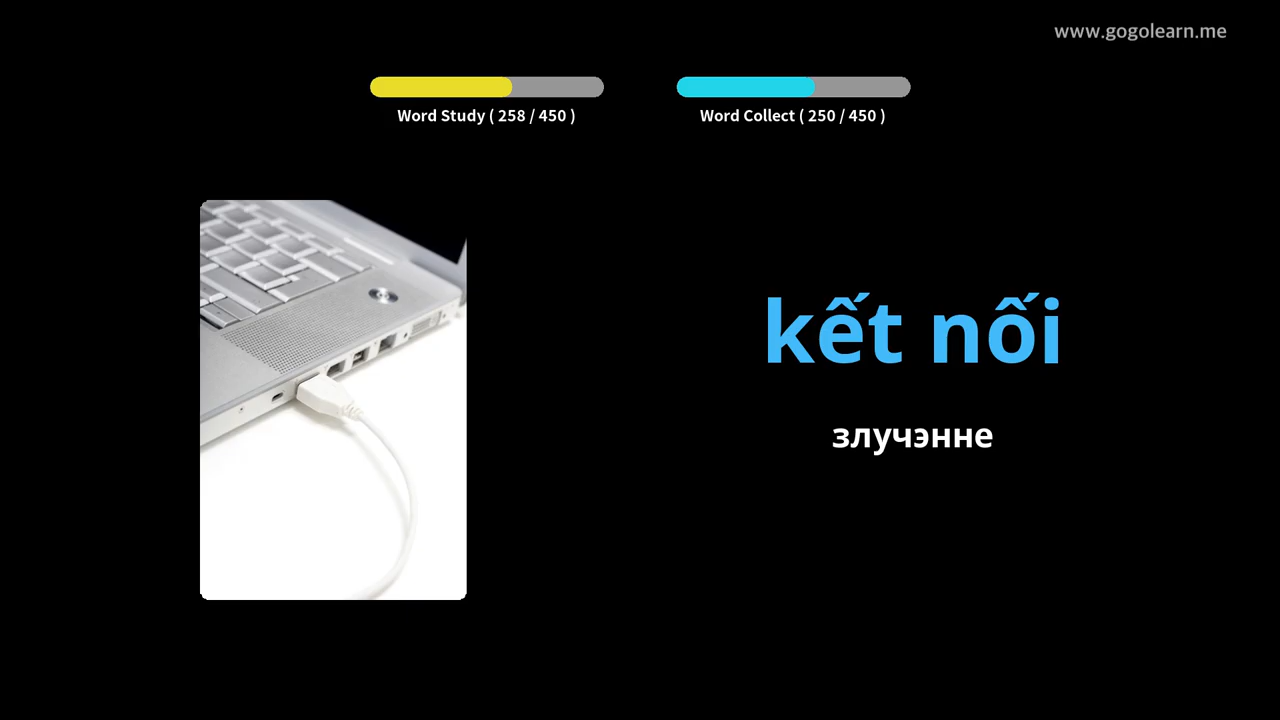 www.gogolearn.me
Word Study ( 258 / 450 )
Word Collect ( 250 / 450 )
kết nối
злучэнне